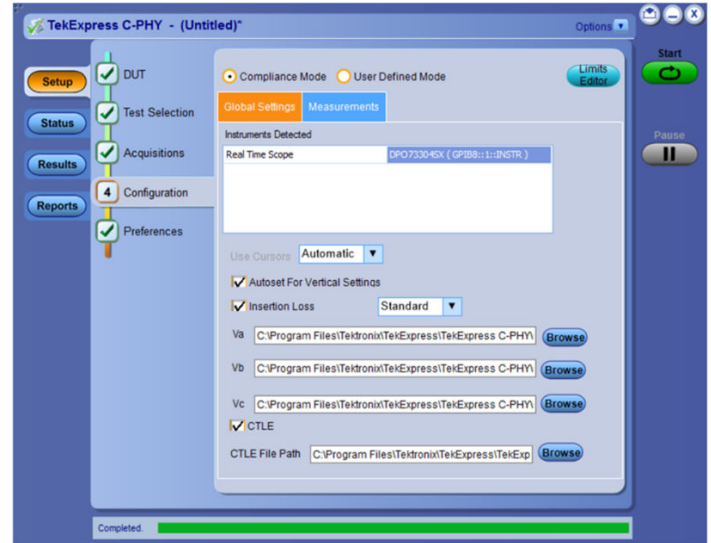 TekExpress C-PHY - (Untitled)*
Options
Start
Setup
DUT
Compliance Mode
User Defined Mode
Limits
Editor
Status
Test Selection
Global Settings
Measurements
Pause
Instruments Detected
Results
Acquisitions
Real Time Scope
DPO73304SX ( GPIB8::1::INSTR )
Reports
4
Configuration
Preferences
Use Cursors
Automatic
Autoset For Vertical Settings
Insertion Loss
Standard
Va
C:\Program Files\Tektronix\TekExpress\TekExpress C-PHY\
Browse
Vb
C:\Program Files\Tektronix\TekExpress\TekExpress C-PHY\
Browse
Vc
C:\Program Files\Tektronix\TekExpress\TekExpress C-PHY\
Browse
CTLE
CTLE File Path
C:\Program Files\Tektronix\TekExpress\TekExp
Browse
Completed.